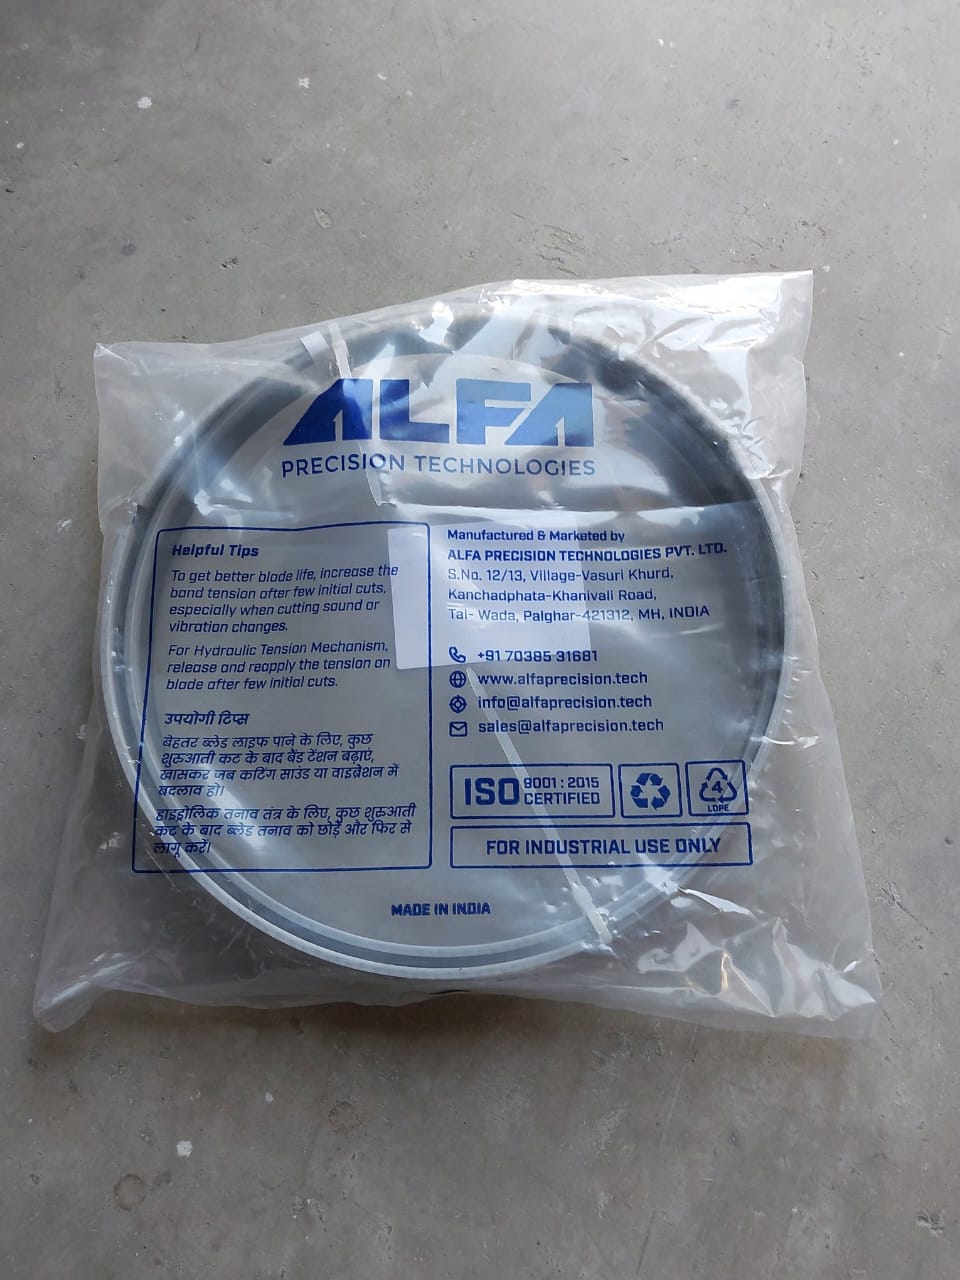 ALFA
PRECISION TECHNOLOGIES
Helpful Tips
To get better blade life, increase the
band tension after few initial cuts,
especially when cutting sound or
vibration changes.
For Hydraulic Tension Mechanism,
release and reapply the tension on
blade after few initial cuts.
उपयोगी टिप्स
बेहतर ब्लेड लाइफ पाने के लिए, कुछ
शुरुआती कट के बाद बैंड टेंशन बढ़ाएं,
खासकर जब कटिंग साउंड या वाइब्रेशन में
बदलाव हो।
हाइड्रोलिक तनाव तंत्र के लिए, कुछ शुरुआती
कट के बाद ब्लेड तनाव को छोड़ें और फिर से
लागू करें।
Manufactured & Marketed by
ALFA PRECISION TECHNOLOGIES PVT. LTD.
S.No. 12/13, Village-Vasuri Khurd,
Kanchadphata-Khanivali Road,
Tal- Wada, Palghar-421312, MH, INDIA
+91 70385 31681
www.alfaprecision.tech
info@alfaprecision.tech
sales@alfaprecision.tech
ISO 9001 : 2015 CERTIFIED
4
LDPE
FOR INDUSTRIAL USE ONLY
MADE IN INDIA